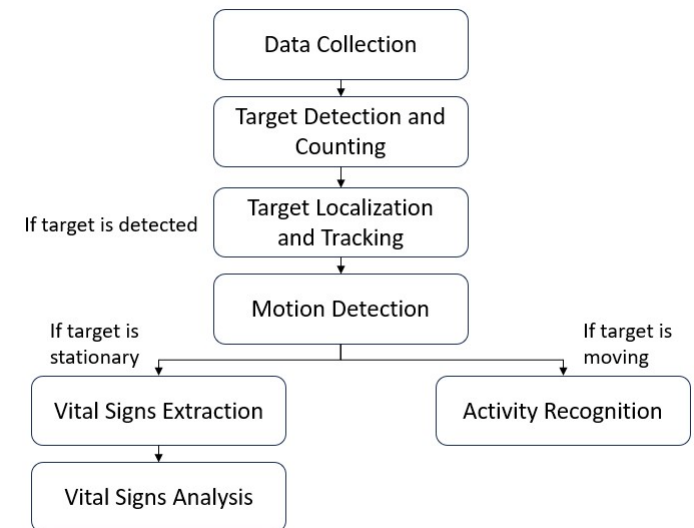 Data Collection
Target Detection and
Counting
If target is detected
Target Localization
and Tracking
Motion Detection
If target is
stationary
If target is
moving
Vital Signs Extraction
Activity Recognition
Vital Signs Analysis